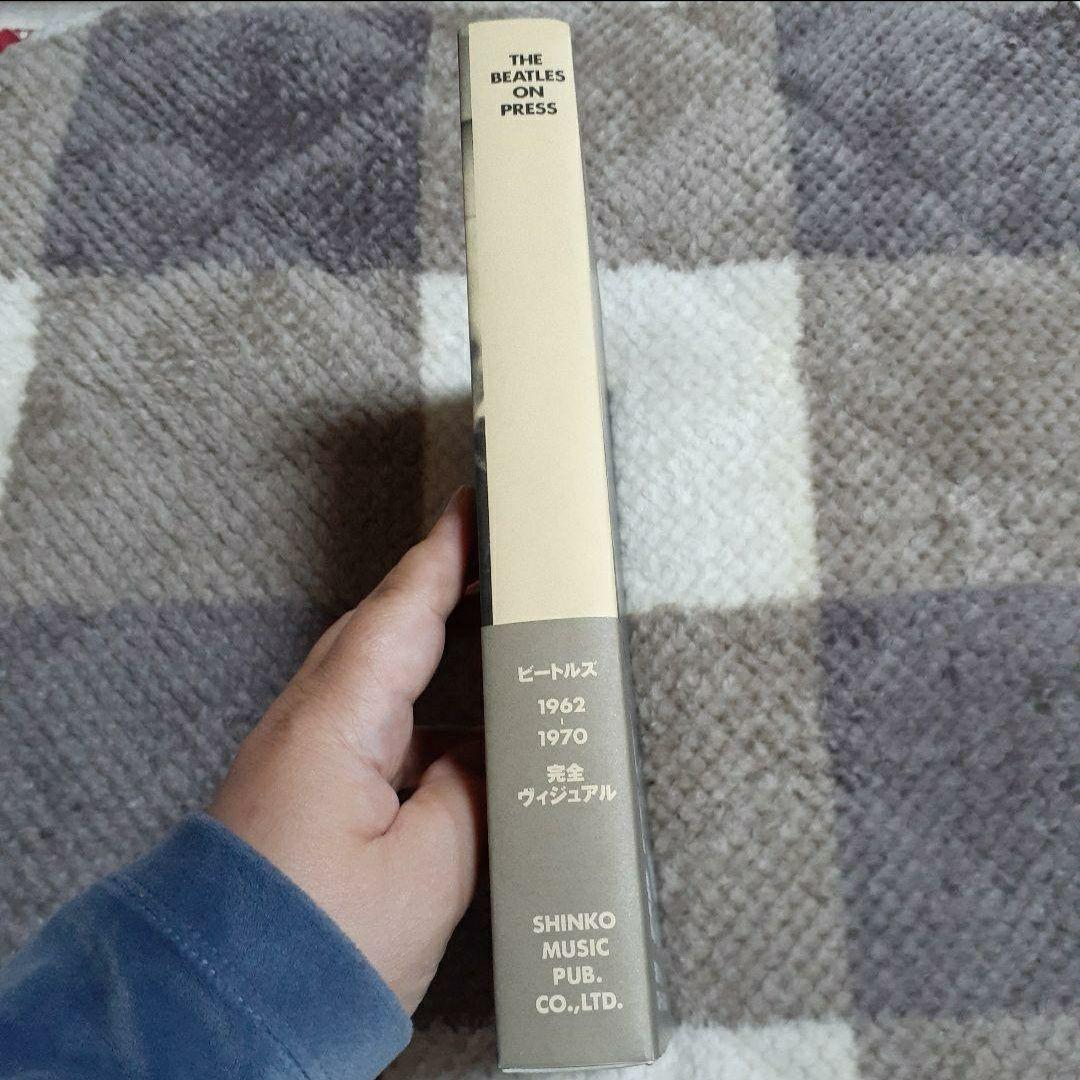 THE
BEATLES
ON
PRESS
ビートルズ
1962
-
1970
完全
ヴィジュアル
SHINKO
MUSIC
PUB.
CO.,LTD.